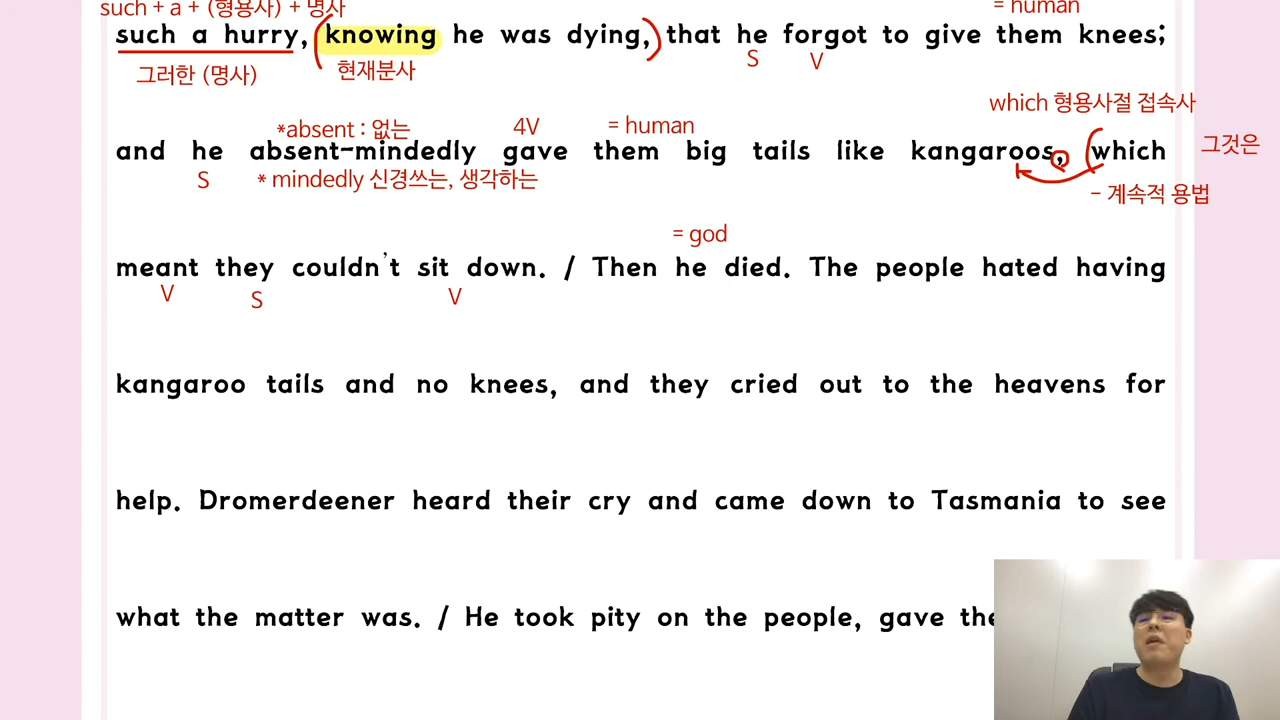 such + a + (형용사) + 명사
= human
such a hurry, (knowing he was dying,) that he forgot to give them knees;
그러한 (명사)
현재분사
S
V
which 형용사절 접속사
*absent : 없는
4V
= human
and he absent-mindedly gave them big tails like kangaroos, (which
그것은
S
* mindedly 신경쓰는, 생각하는
- 계속적 용법
= god
meant they couldn't sit down. / Then he died. The people hated having
V
S
V
kangaroo tails and no knees, and they cried out to the heavens for
help. Dromerdeener heard their cry and came down to Tasmania to see
what the matter was. / He took pity on the people, gave